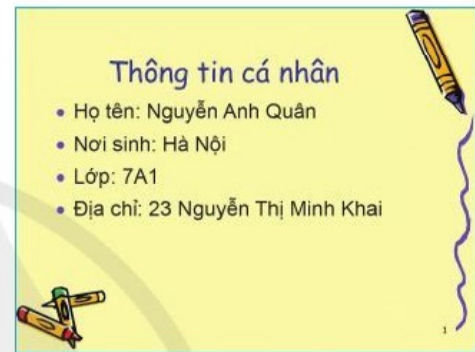 Thông tin cá nhân
• Họ tên: Nguyễn Anh Quân
• Nơi sinh: Hà Nội
• Lớp: 7A1
• Địa chỉ: 23 Nguyễn Thị Minh Khai
1